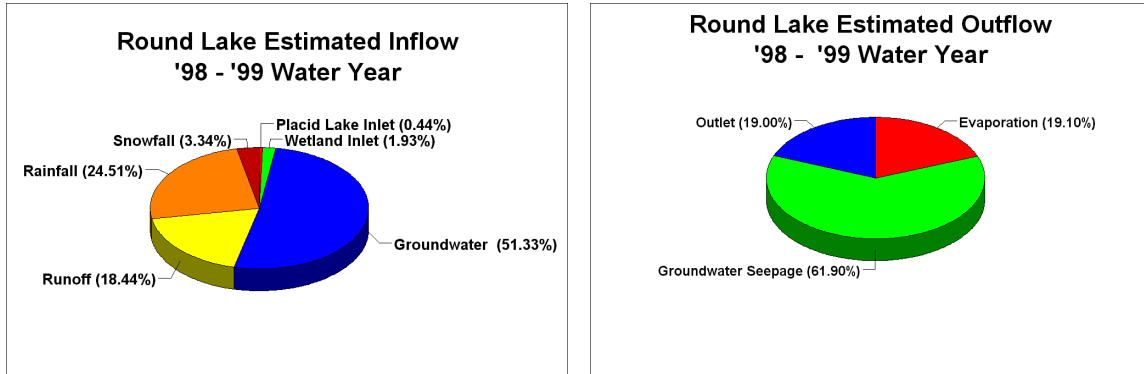 Round Lake Estimated Inflow
'98 - '99 Water Year
Placid Lake Inlet (0.44%)
Snowfall (3.34%)
Wetland Inlet (1.93%)
Rainfall (24.51%)
Groundwater (51.33%)
Runoff (18.44%)
Round Lake Estimated Outflow
'98 - '99 Water Year
Outlet (19.00%)
Evaporation (19.10%)
Groundwater Seepage (61.90%)